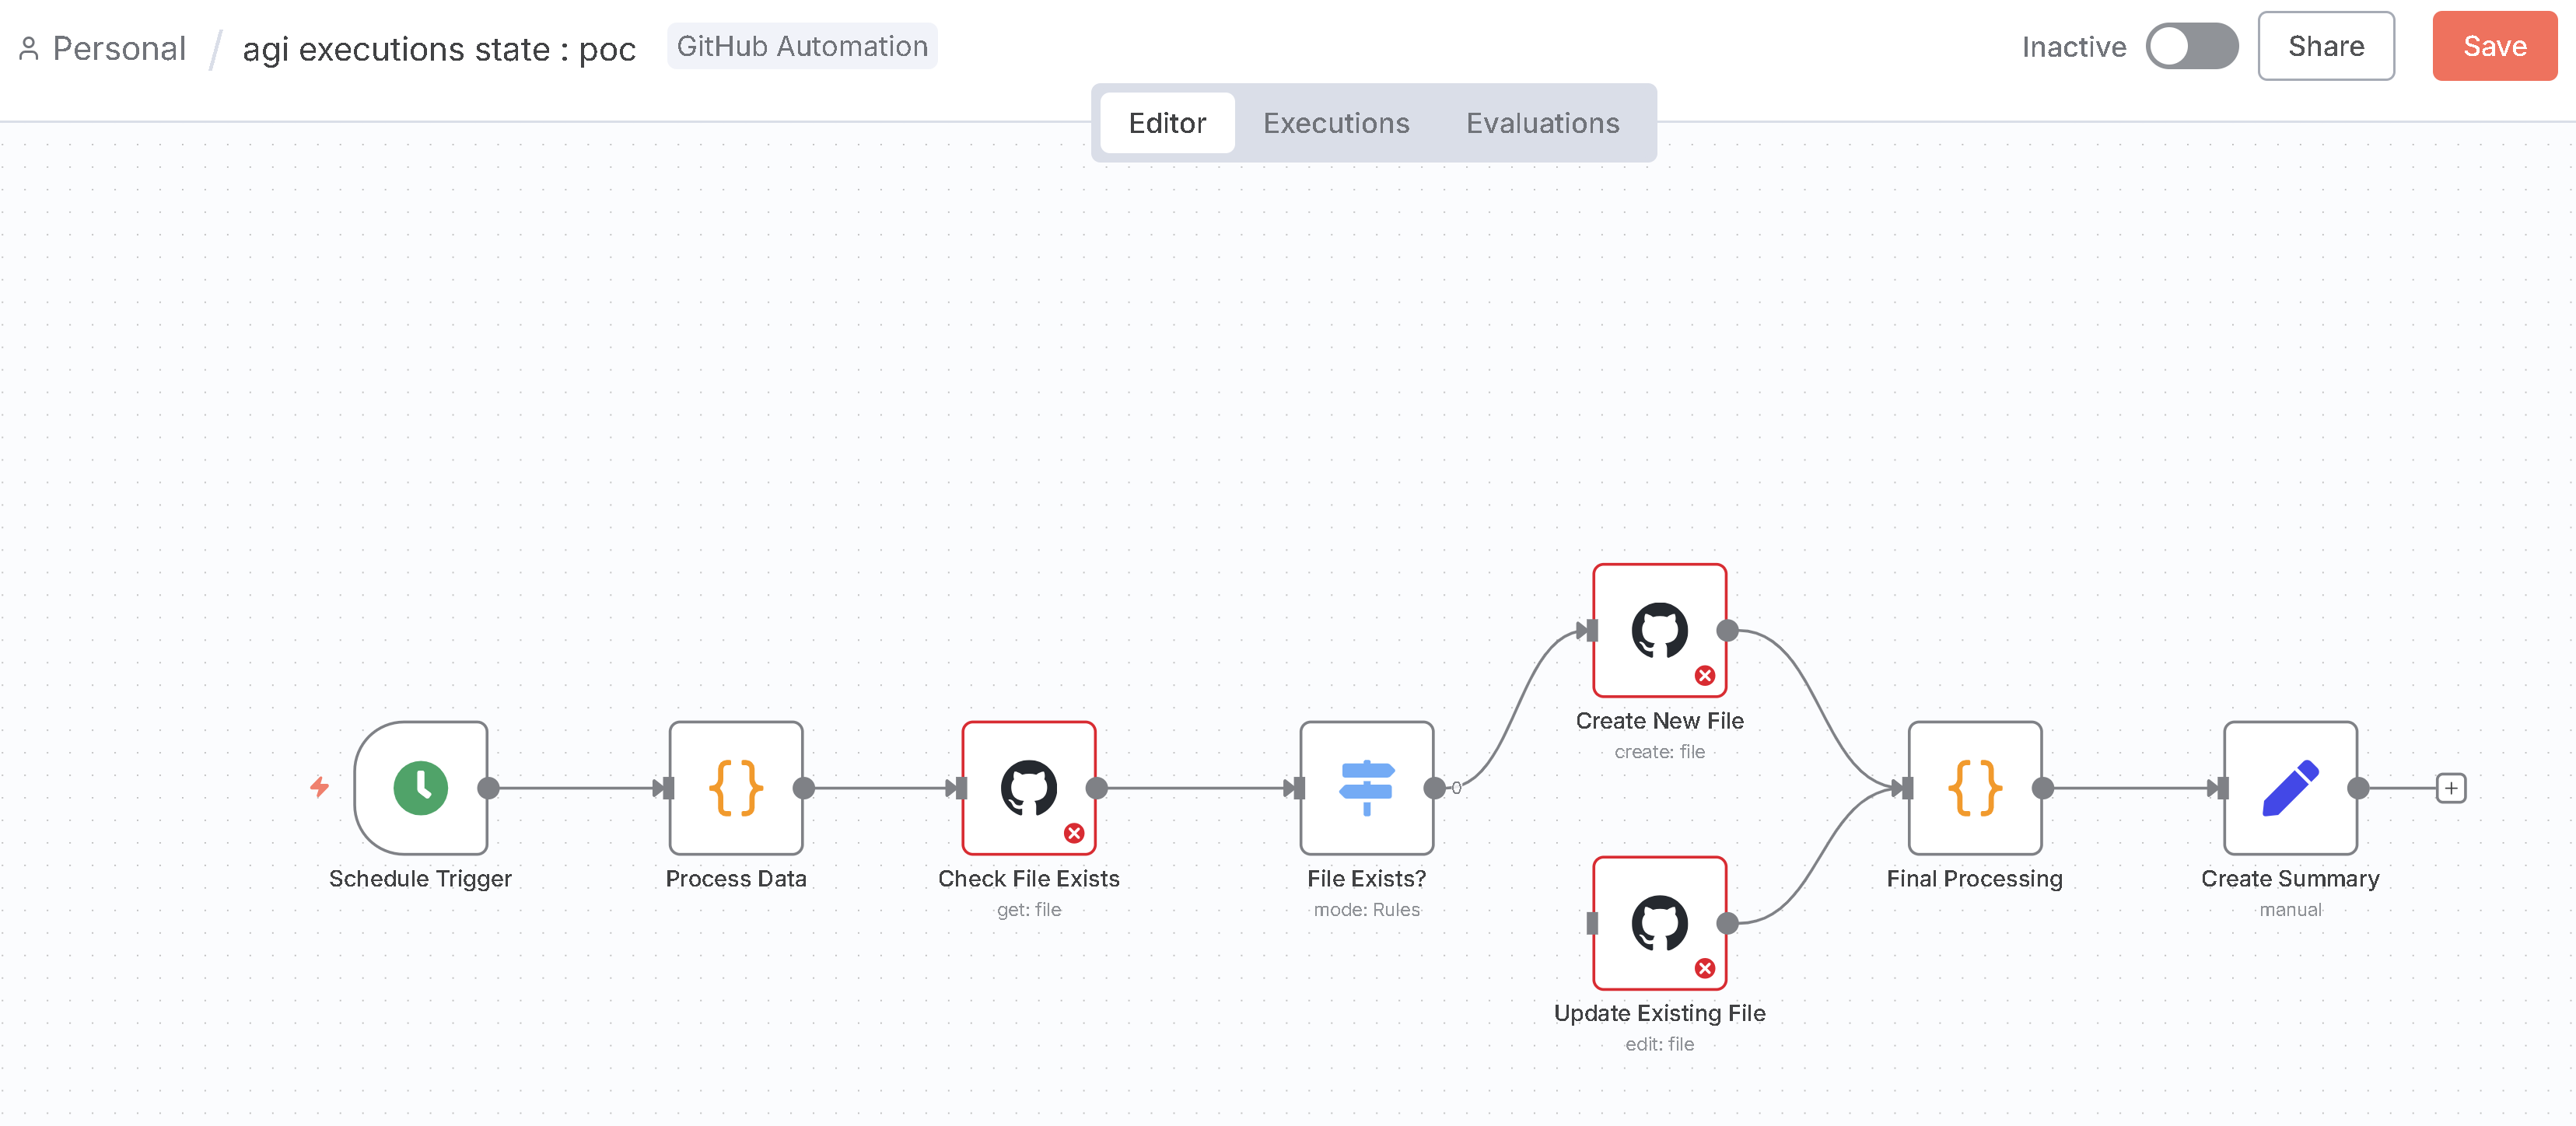 Personal / agi executions state : poc GitHub Automation Inactive Share Save
Editor Executions Evaluations
Create New File
create: file
0
Schedule Trigger
Process Data
Check File Exists
get: file
File Exists?
mode: Rules
Final Processing
Create Summary
manual
Update Existing File
edit: file